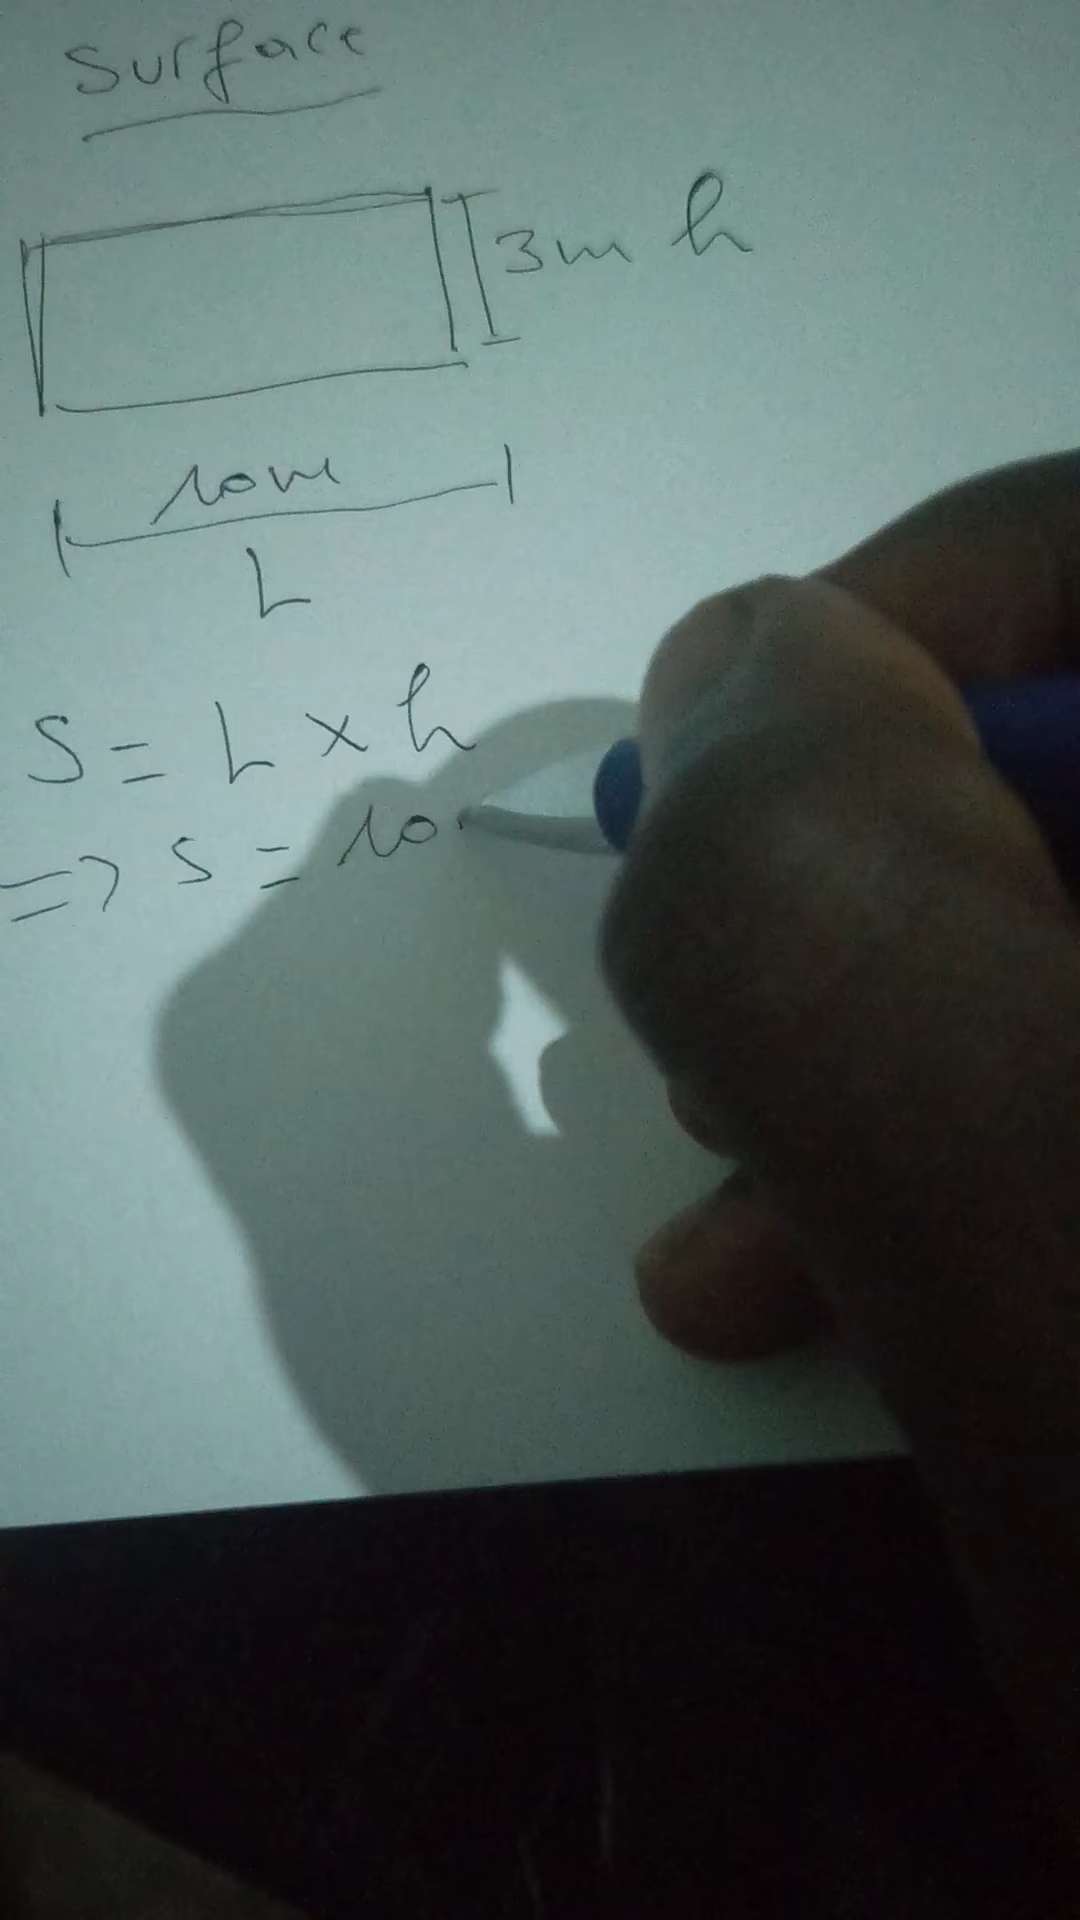 Surface
3m h
10m
L
S = L x h
=> S = 10